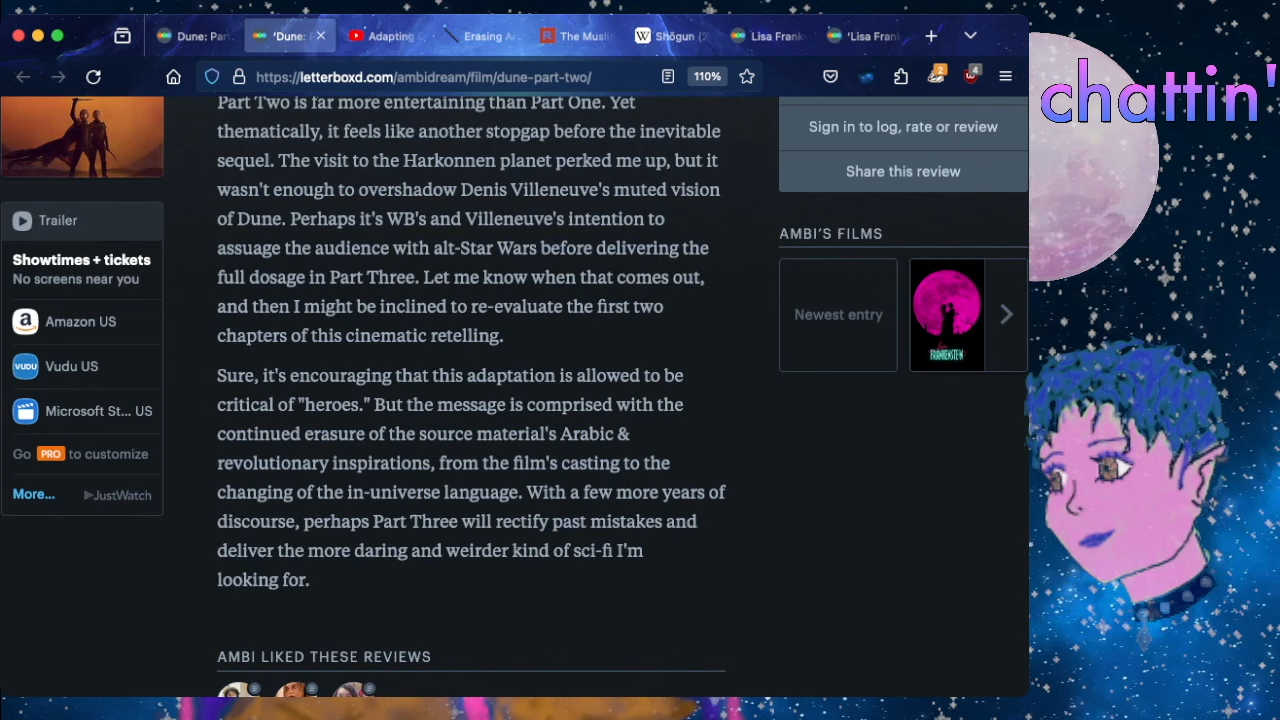 Dune: Par
'Dune:
Adapting (
Erasing Ar
The Muslin
W Shōgun (2
Lisa Frank
'Lisa Fran
https://letterboxd.com/ambidream/film/dune-part-two/
110%
2
4
chattin'
Part Two is far more entertaining than Part One. Yet
thematically, it feels like another stopgap before the inevitable
sequel. The visit to the Harkonnen planet perked me up, but it
wasn't enough to overshadow Denis Villeneuve's muted vision
of Dune. Perhaps it's WB's and Villeneuve's intention to
assuage the audience with alt-Star Wars before delivering the
full dosage in Part Three. Let me know when that comes out,
and then I might be inclined to re-evaluate the first two
chapters of this cinematic retelling.
Sure, it's encouraging that this adaptation is allowed to be
critical of "heroes." But the message is comprised with the
continued erasure of the source material's Arabic &
revolutionary inspirations, from the film's casting to the
changing of the in-universe language. With a few more years of
discourse, perhaps Part Three will rectify past mistakes and
deliver the more daring and weirder kind of sci-fi I'm
looking for.
AMBI LIKED THESE REVIEWS
Trailer
Showtimes + tickets
No screens near you
a Amazon US
VUDU Vudu US
Microsoft St... US
Go PRO to customize
More...
JustWatch
Sign in to log, rate or review
Share this review
AMBI'S FILMS
Newest entry
FRANKENSTEIN